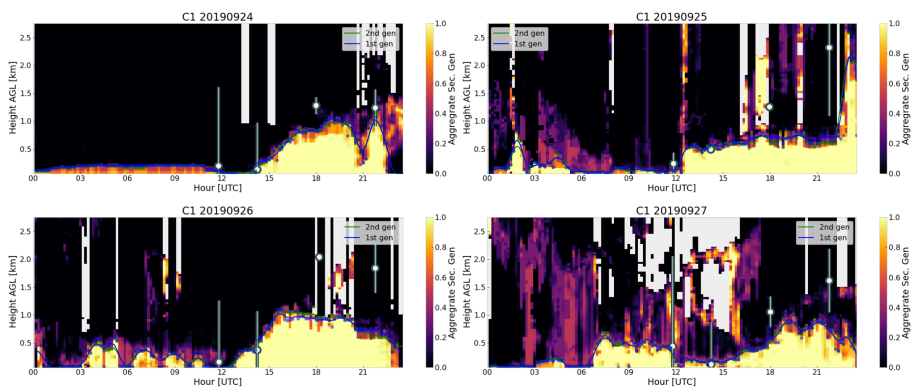 C1 20190924
2nd gen
1st gen
Height AGL [km]
2.5
2.0
1.5
1.0
0.5
00 03 06 09 12 15 18 21
Hour [UTC]
1.0
0.8
0.6
0.4
0.2
0.0
Aggregrate Sec. Gen
C1 20190925
2nd gen
1st gen
Height AGL [km]
2.5
2.0
1.5
1.0
0.5
00 03 06 09 12 15 18 21
Hour [UTC]
1.0
0.8
0.6
0.4
0.2
0.0
Aggregrate Sec. Gen
C1 20190926
2nd gen
1st gen
Height AGL [km]
2.5
2.0
1.5
1.0
0.5
00 03 06 09 12 15 18 21
Hour [UTC]
1.0
0.8
0.6
0.4
0.2
0.0
Aggregrate Sec. Gen
C1 20190927
2nd gen
1st gen
Height AGL [km]
2.5
2.0
1.5
1.0
0.5
00 03 06 09 12 15 18 21
Hour [UTC]
1.0
0.8
0.6
0.4
0.2
0.0
Aggregrate Sec. Gen